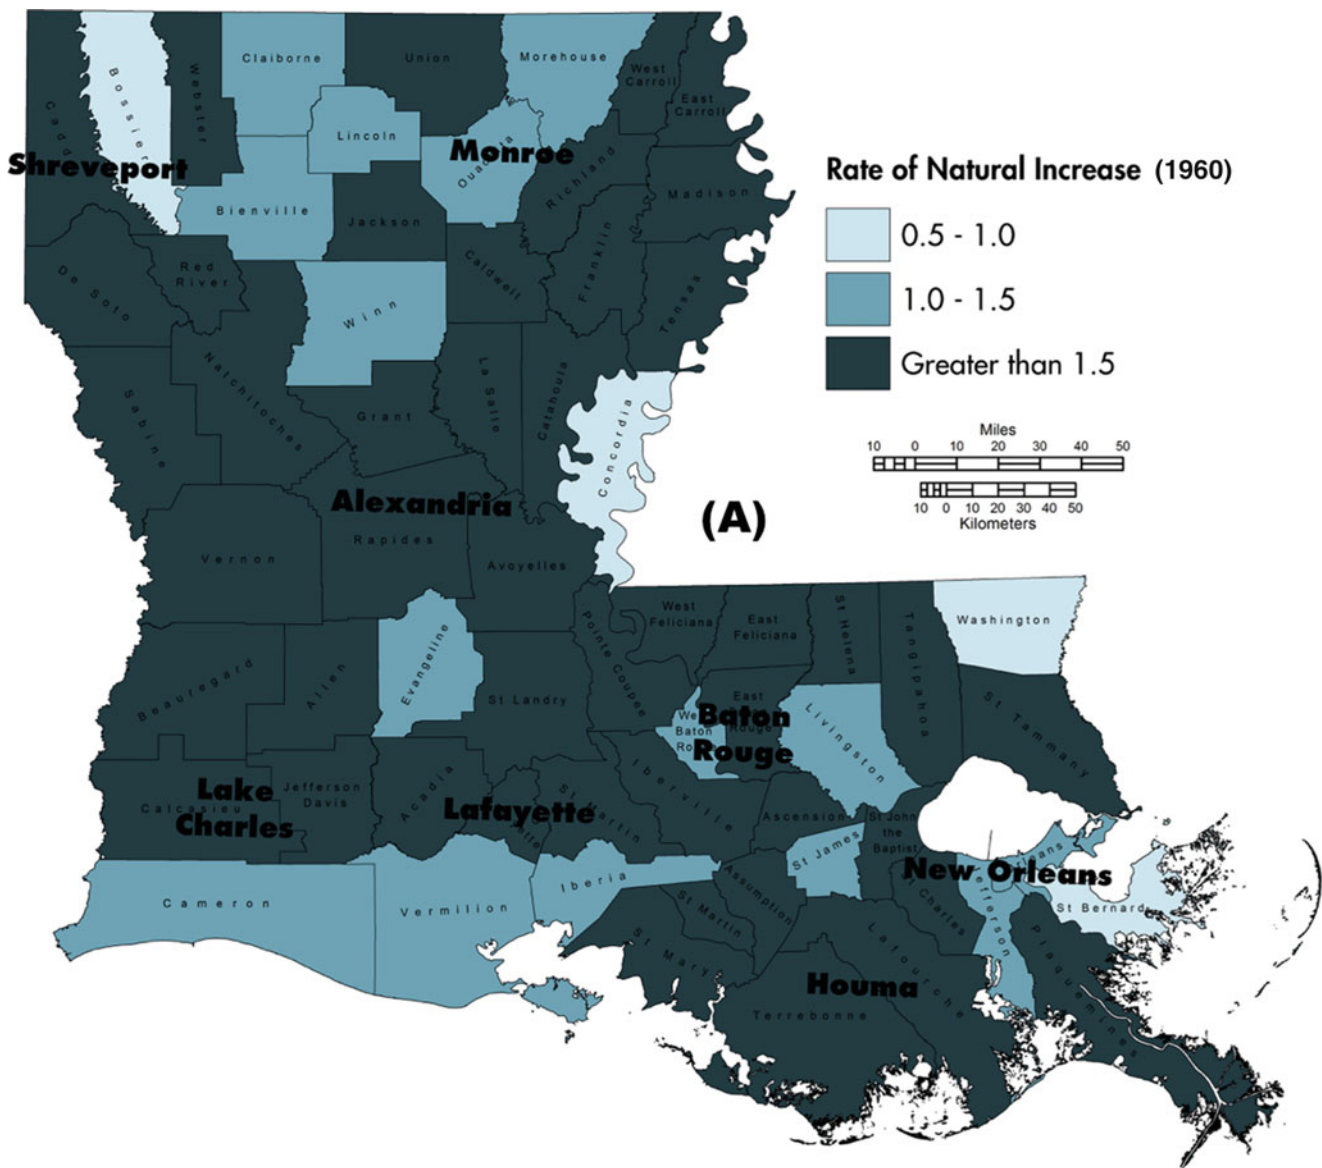 Claiborne
Union
Morehouse
West
Carroll
East
Carroll
Bossier
Webster
Lincoln
Monroe
Shreveport
Richland
Madison
Bienville
Jackson
Rate of Natural Increase (1960)
0.5 - 1.0
1.0 - 1.5
Greater than 1.5
De Soto
Red
River
Caldwell
Franklin
Tensas
Winn
Sabine
Natchitoches
Grant
La Salle
Catahoula
Concordia
Miles
10 0 10 20 30 40 50
10 0 10 20 30 40 50
Kilometers
(A)
Alexandria
Rapides
Vernon
Avoyelles
West
Feliciana
East
Feliciana
St Helena
Tangipahoa
Washington
Pointe Coupee
Evangeline
Beauregard
Allen
St Landry
East
Baton
Rouge
Baton
Rouge
Livingston
St Tammany
Lake
Charles
Calcasieu
Jefferson
Davis
Acadia
Lafayette
St Martin
Iberville
Ascension
St John
the
Baptist
St James
New Orleans
St Charles
Jefferson
St Bernard
Cameron
Vermilion
Iberia
Assumption
St Martin
St Mary
Lafourche
Houma
Terrebonne
Plaquemines